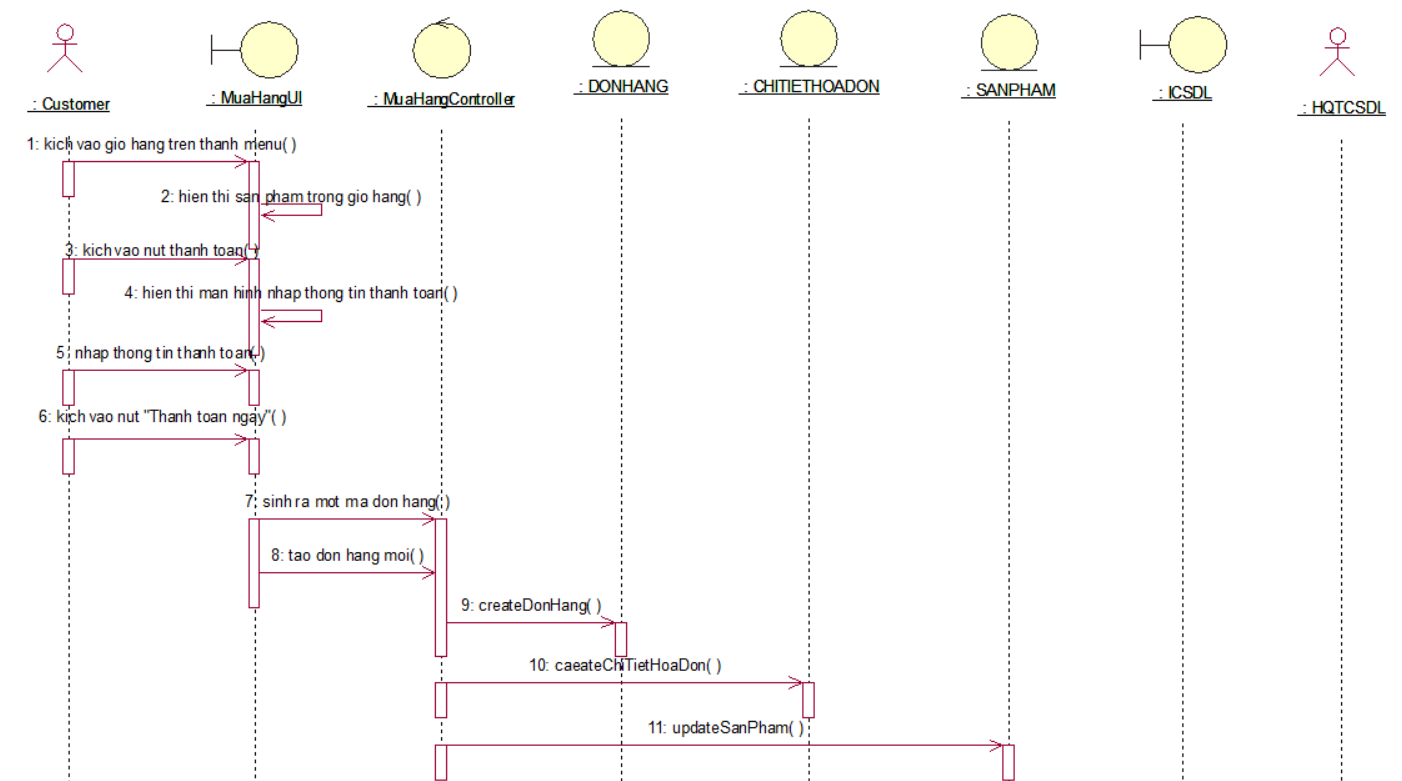 : Customer
: MuaHangUI
: MuaHangController
: DONHANG
: CHITIETHOADON
: SANPHAM
: ICSDL
: HQTCSDL
1: kich vao gio hang tren thanh menu( )
2: hien thi san pham trong gio hang( )
3: kich vao nut thanh toan( )
4: hien thi man hinh nhap thong tin thanh toan( )
5: nhap thong tin thanh toan( )
6: kich vao nut "Thanh toan ngay"( )
7: sinh ra mot ma don hang( )
8: tao don hang moi( )
9: createDonHang( )
10: caeateChiTietHoaDon( )
11: updateSanPham( )